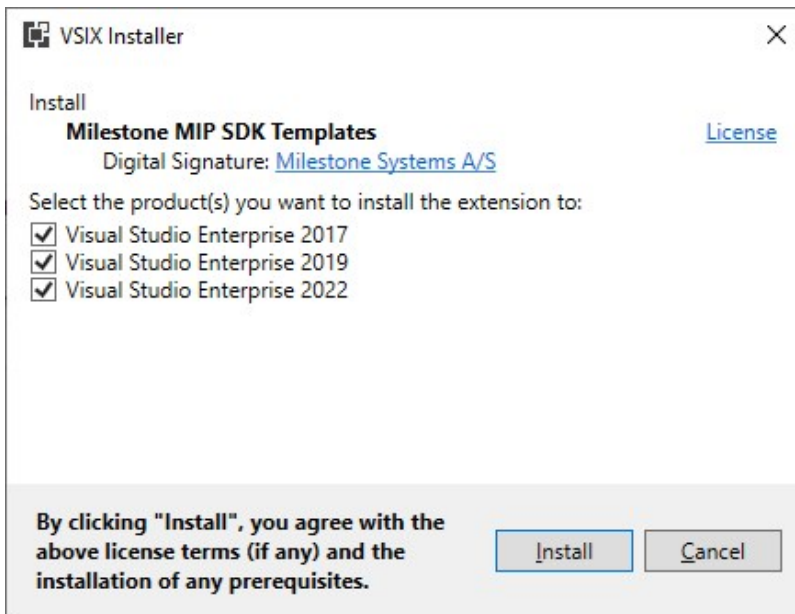 VSIX Installer
Install
Milestone MIP SDK Templates
License
Digital Signature: Milestone Systems A/S
Select the product(s) you want to install the extension to:
Visual Studio Enterprise 2017
Visual Studio Enterprise 2019
Visual Studio Enterprise 2022
By clicking "Install", you agree with the
above license terms (if any) and the
installation of any prerequisites.
Install
Cancel